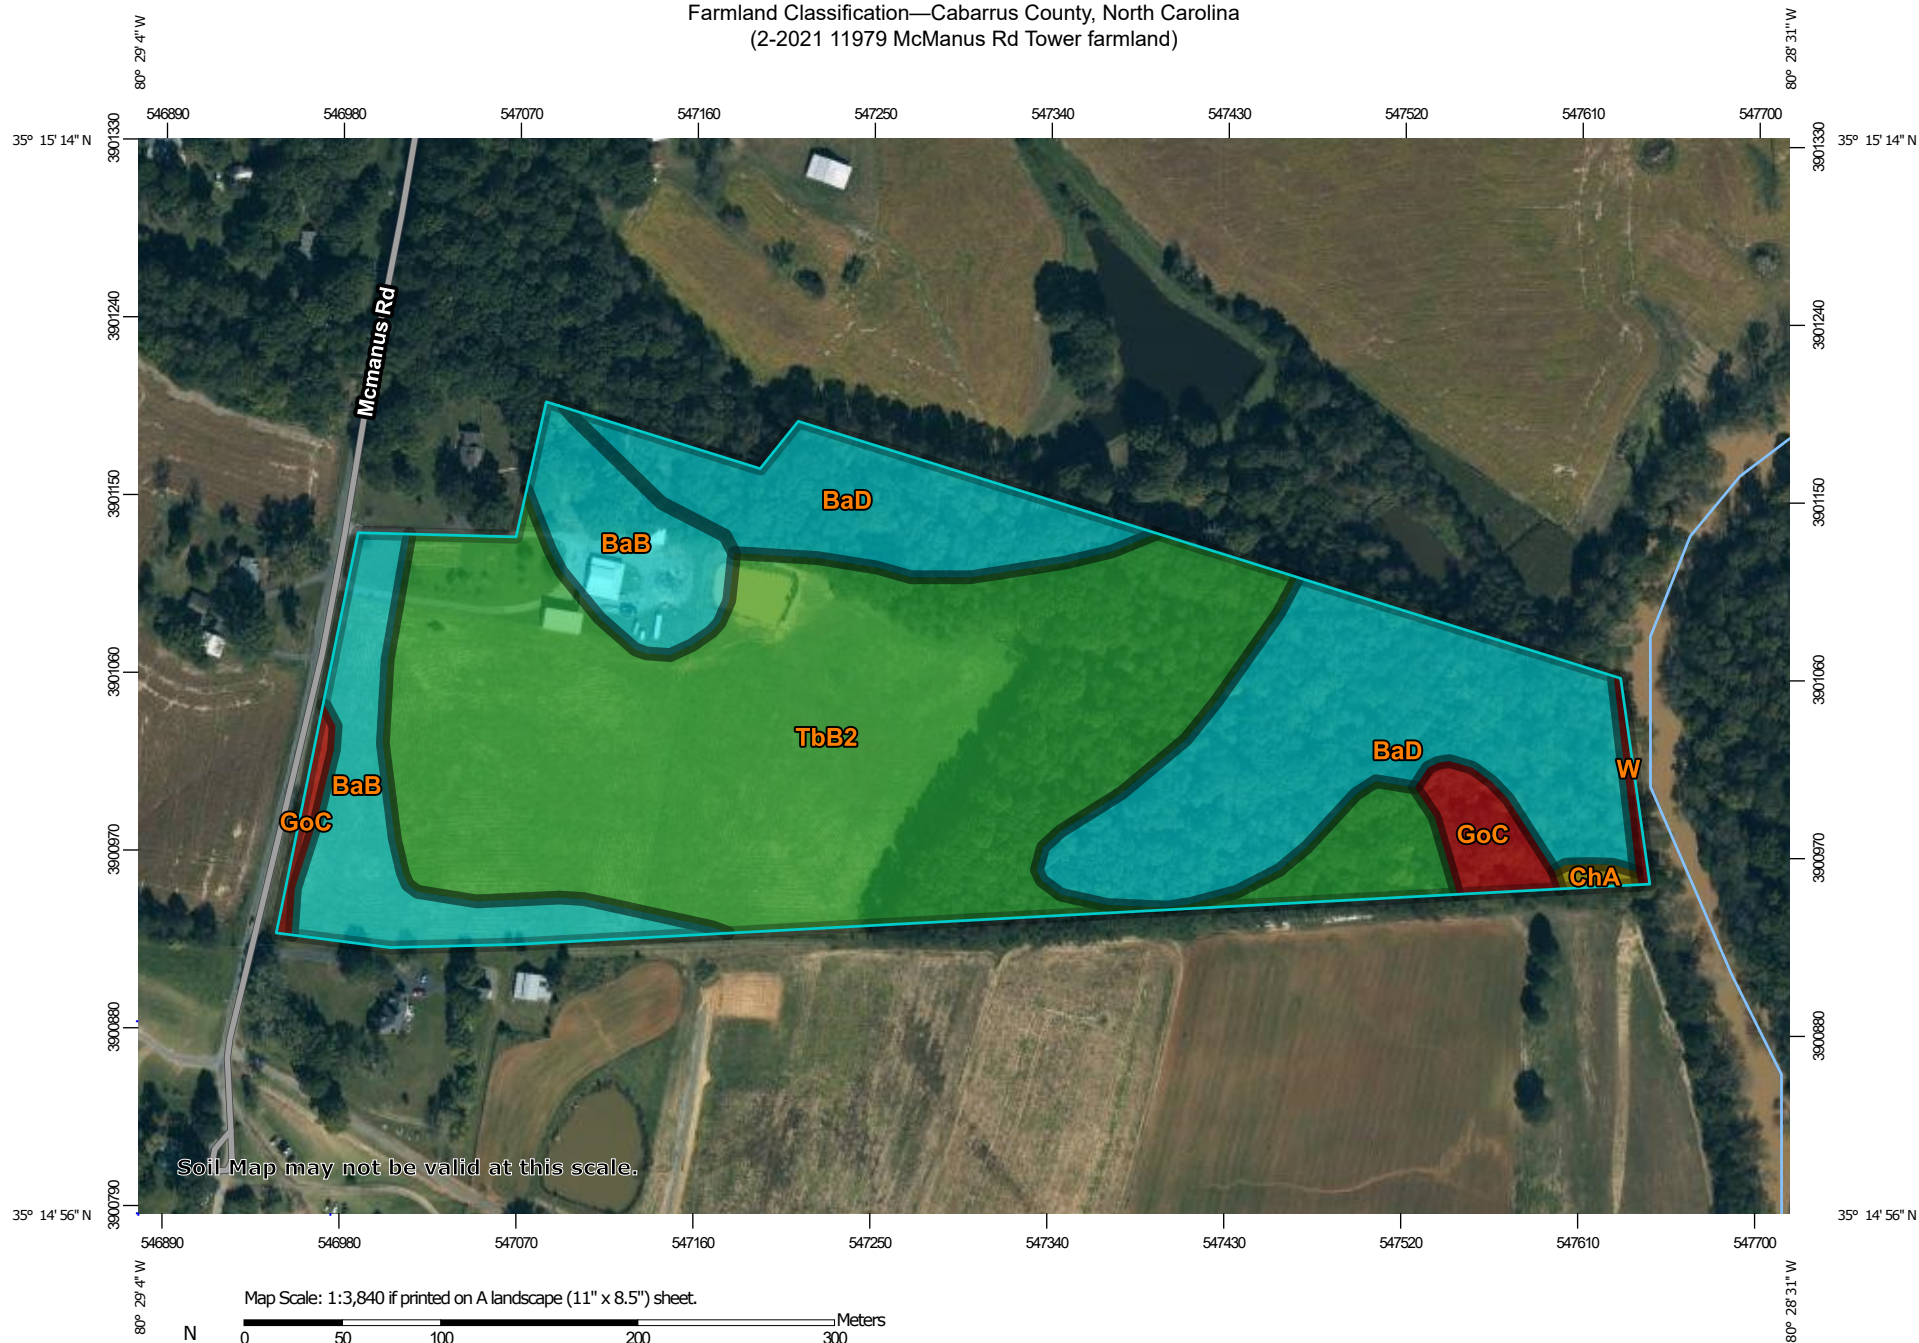 Farmland Classification—Cabarrus County, North Carolina
(2-2021 11979 McManus Rd Tower farmland)
80° 29' 4'' W
80° 28' 31'' W
546890 546980 547070 547160 547250 547340 547430 547520 547610 547700
35° 15' 14'' N
35° 15' 14'' N
3901330
3901330
3901240
3901240
Mcmanus Rd
3901150
3901150
BaD
BaB
3901060
3901060
TbB2
BaD
W
BaB
GoC
GoC
ChA
3900970
3900970
3900880
3900880
Soil Map may not be valid at this scale.
3900790
35° 14' 56'' N
35° 14' 56'' N
546890 546980 547070 547160 547250 547340 547430 547520 547610 547700
80° 29' 4'' W
80° 28' 31'' W
Map Scale: 1:3,840 if printed on A landscape (11" x 8.5") sheet.
N
Meters
0 50 100 200 300